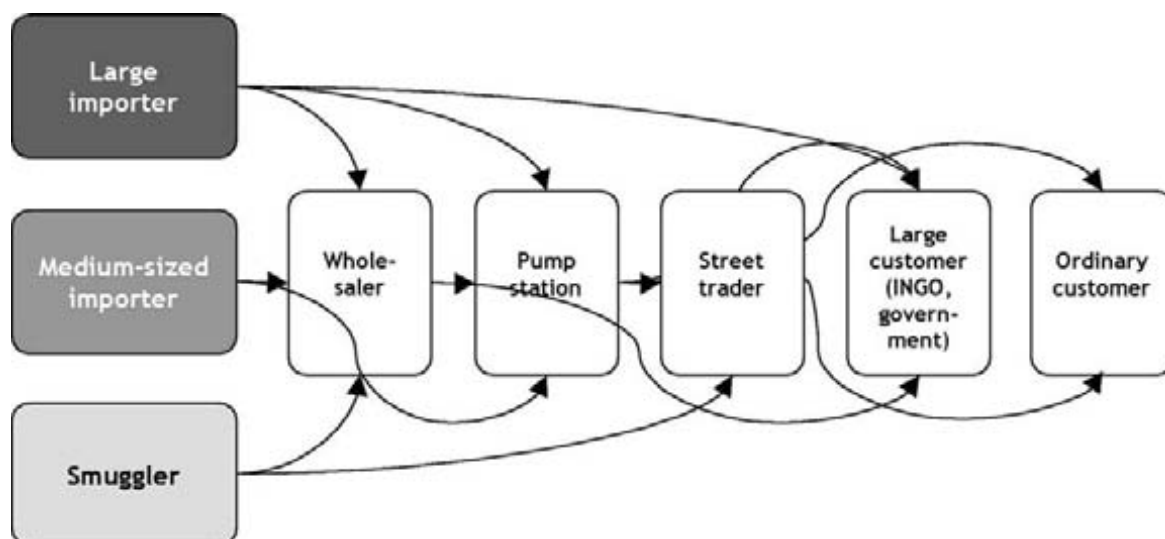 Large
importer
Medium-sized
importer
Smuggler
Whole-
saler
Pump
station
Street
trader
Large
customer
(INGO,
govern-
ment)
Ordinary
customer